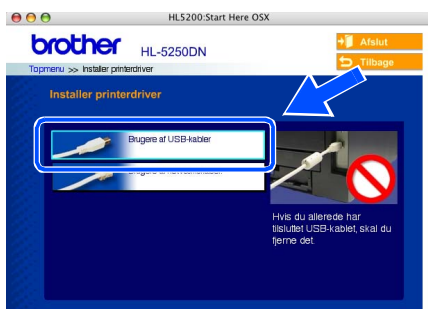 HL5200:Start Here OSX
brother HL-5250DN
Afslut
Tilbage
Topmenu >> Installer printerdriver
Installer printerdriver
Brugere af USB-kabler
Hvis du allerede har
tilsluttet USB-kablet, skal du
fjerne det.